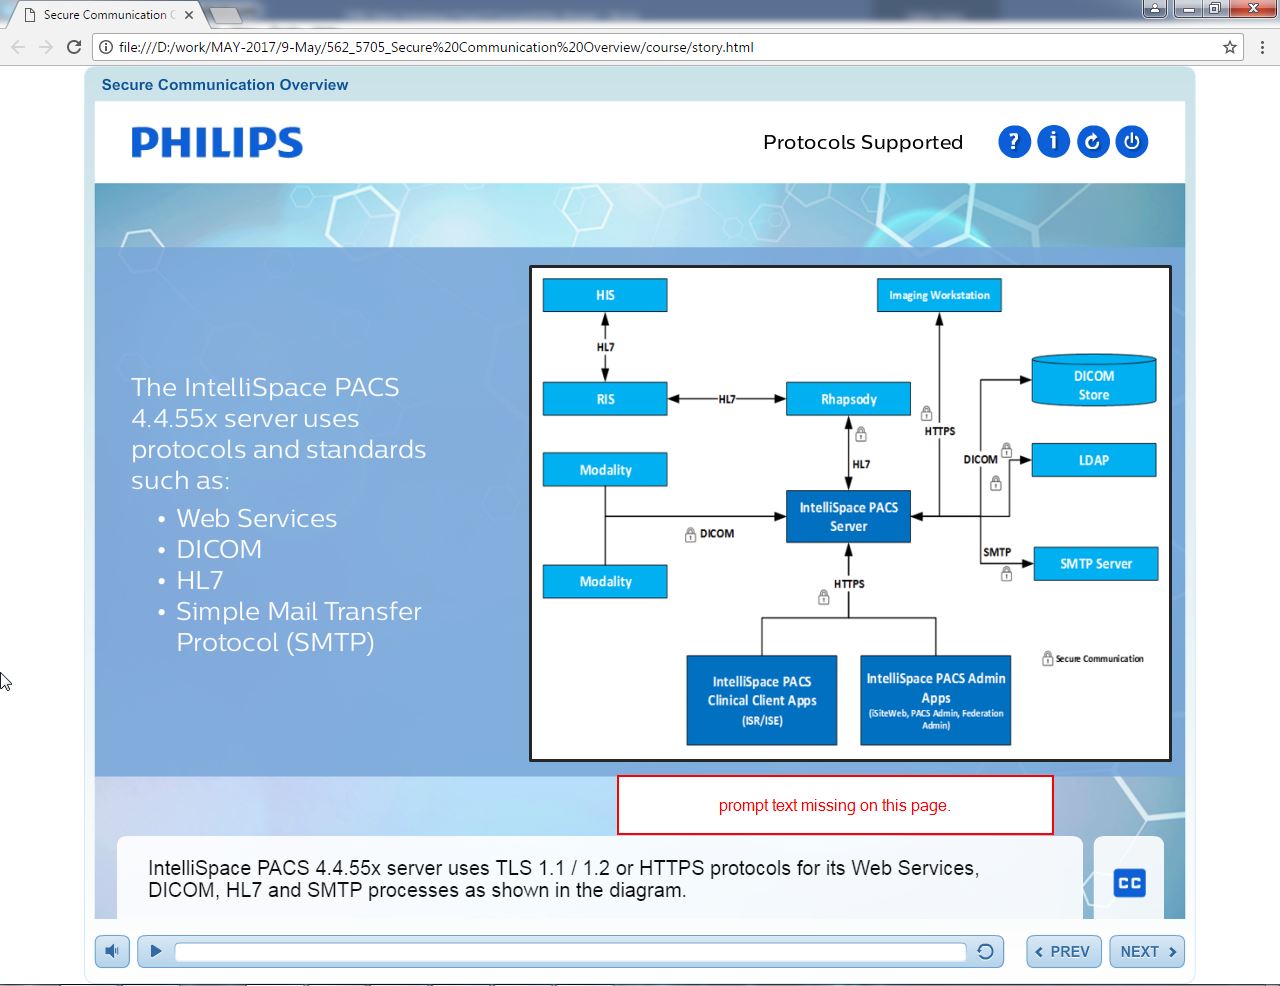 Secure Communication O
file:///D:/work/MAY-2017/9-May/562_5705_Secure%20Communication%20Overview/course/story.html
Secure Communication Overview
PHILIPS
Protocols Supported
The IntelliSpace PACS
4.4.55x server uses
protocols and standards
such as:
• Web Services
• DICOM
• HL7
• Simple Mail Transfer
Protocol (SMTP)
HIS
Imaging Workstation
HL7
DICOM
Store
RIS
HL7
Rhapsody
HTTPS
Modality
HL7
DICOM
LDAP
IntelliSpace PACS
Server
DICOM
SMTP
SMTP Server
Modality
HTTPS
Secure Communication
IntelliSpace PACS
Clinical Client Apps
(ISR/ISE)
IntelliSpace PACS Admin
Apps
(iSiteWeb, PACS Admin, Federation
Admin)
prompt text missing on this page.
IntelliSpace PACS 4.4.55x server uses TLS 1.1 / 1.2 or HTTPS protocols for its Web Services,
DICOM, HL7 and SMTP processes as shown in the diagram.
CC
PREV
NEXT